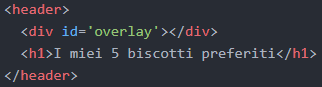 <header>
  <div id='overlay'></div>
  <h1>I miei 5 biscotti preferiti</h1>
</header>